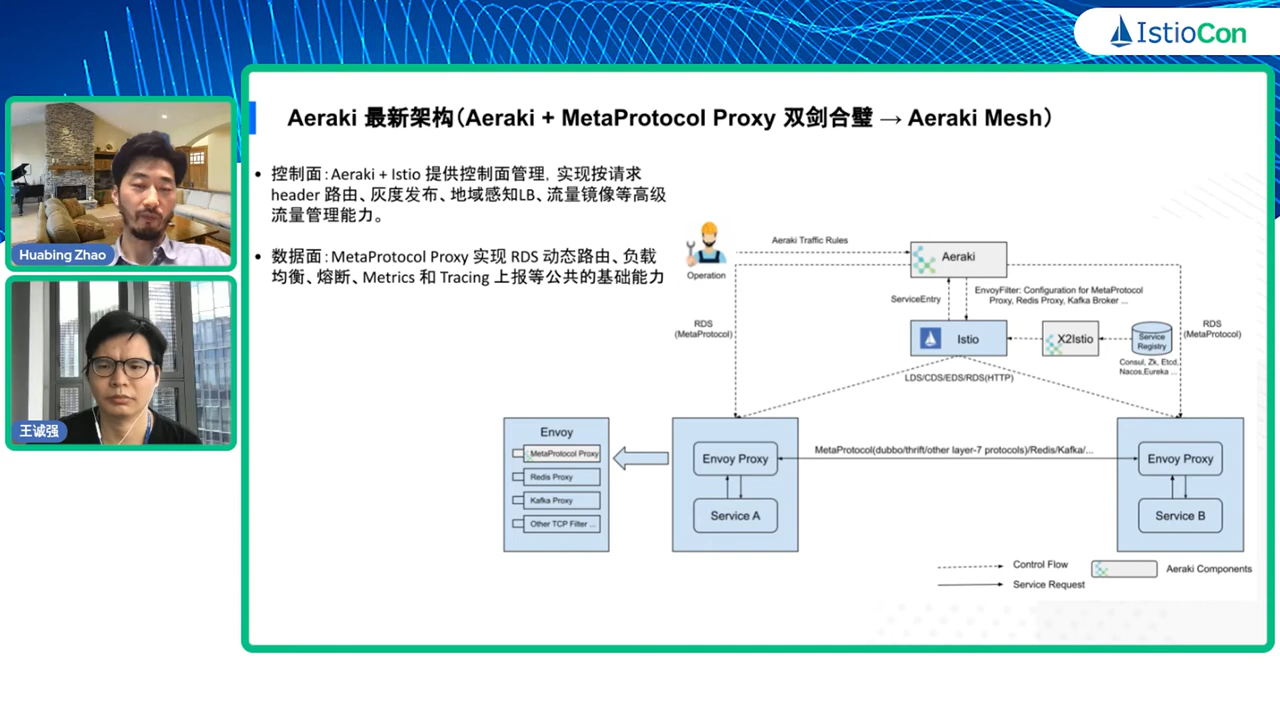 IstioCon
Aeraki 最新架构（Aeraki + MetaProtocol Proxy 双剑合璧 → Aeraki Mesh）
• 控制面：Aeraki + Istio 提供控制面管理，实现按请求
header 路由、灰度发布、地域感知LB、流量镜像等高级
流量管理能力。
• 数据面：MetaProtocol Proxy 实现 RDS 动态路由、负载
均衡、熔断、Metrics 和 Tracing 上报等公共的基础能力
Huabing Zhao
王诚强
Operation
Aeraki Traffic Rules
Aeraki
ServiceEntry
EnvoyFilter: Configuration for MetaProtocol
Proxy, Redis Proxy, Kafka Broker ...
RDS
(MetaProtocol)
Istio
X2Istio
Service
Registry
Consul, Zk, Etcd,
Nacos,Eureka ...
RDS
(MetaProtocol)
LDS/CDS/EDS/RDS(HTTP)
Envoy
MetaProtocol Proxy
Redis Proxy
Kafka Proxy
Other TCP Filter ...
Envoy Proxy
Service A
MetaProtocol(dubbo/thrift/other layer-7 protocols)/Redis/Kafka/...
Envoy Proxy
Service B
Control Flow
Service Request
Aeraki Components